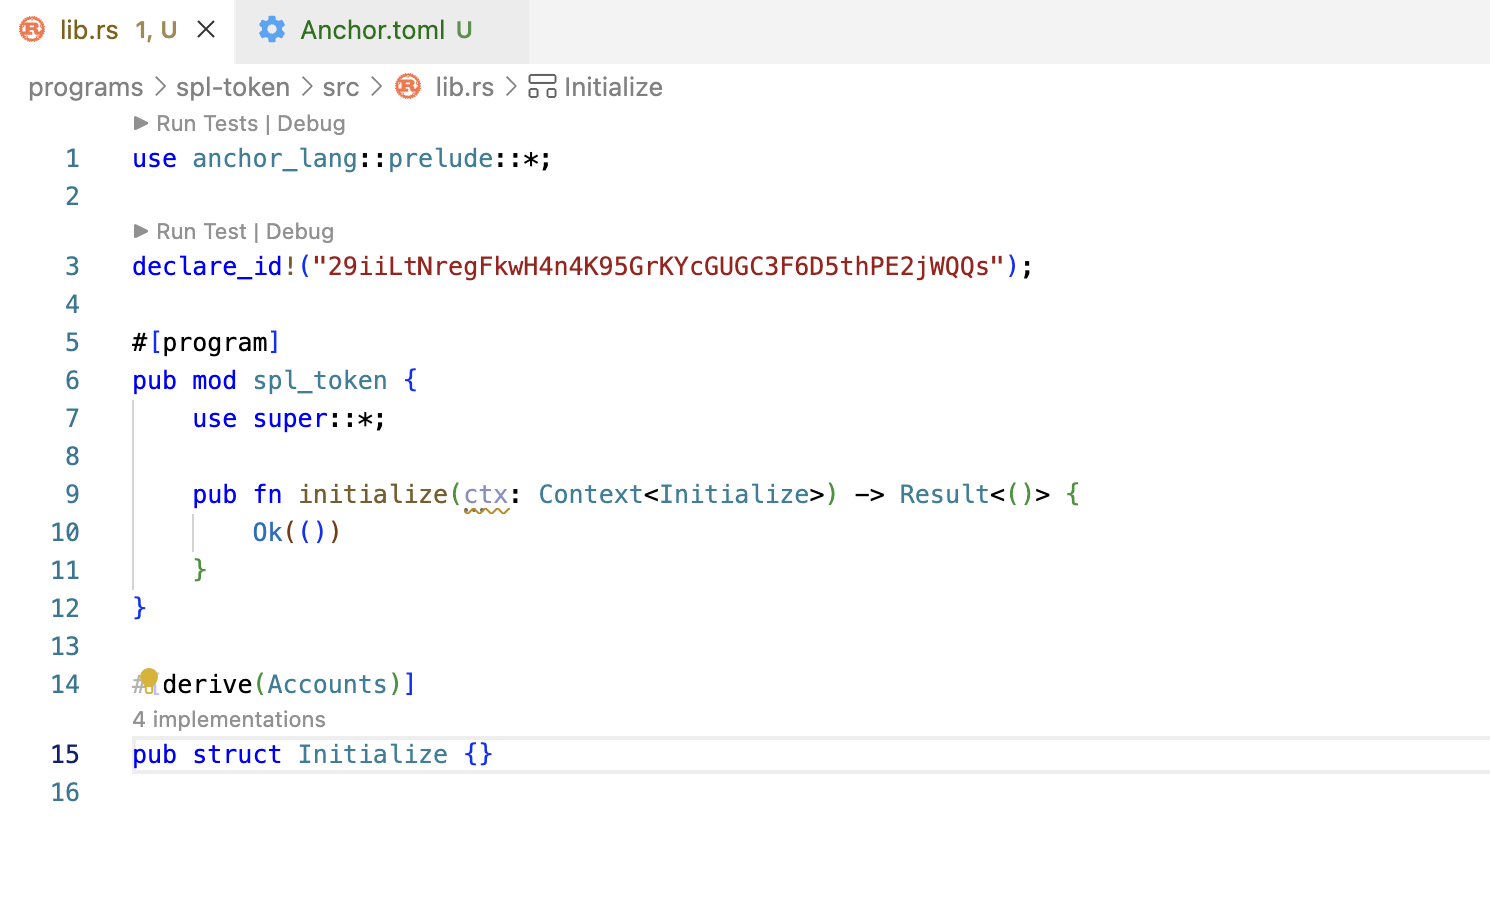 lib.rs 1, U Anchor.toml U
programs > spl-token > src > lib.rs > Initialize
Run Tests | Debug
1 use anchor_lang::prelude::*;
2
Run Test | Debug
3 declare_id!("29iiLtNregFkwH4n4K95GrKYcGUGC3F6D5thPE2jWQQs");
4
5 #[program]
6 pub mod spl_token {
7 use super::*;
8
9 pub fn initialize(ctx: Context<Initialize>) -> Result<()> {
10 Ok(())
11 }
12 }
13
14 #[derive(Accounts)]
4 implementations
15 pub struct Initialize {}
16